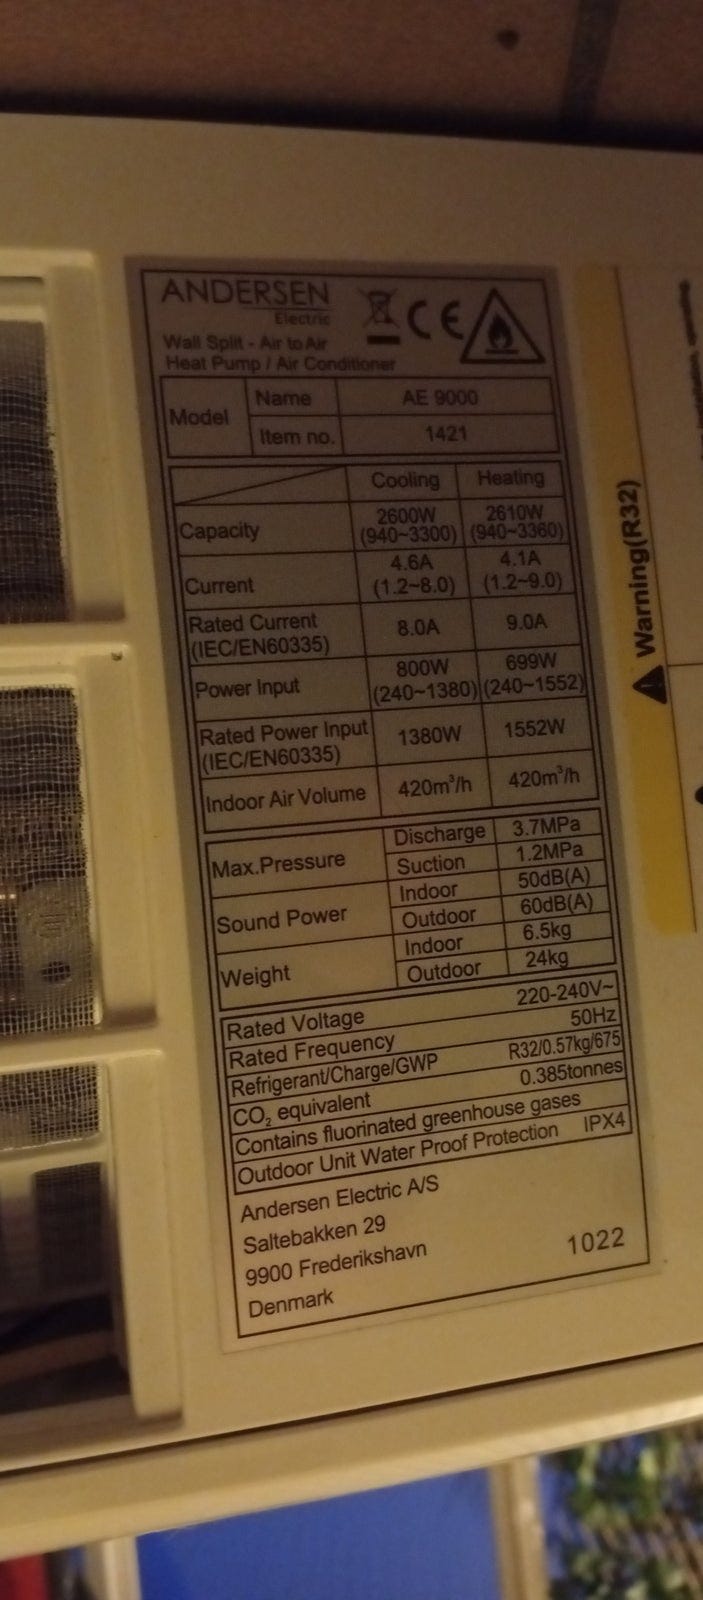 ANDERSEN
Electric
CE
Wall Split - Air to Air
Heat Pump / Air Conditioner
Model Name AE 9000
Item no. 1421
Cooling Heating
Capacity 2600W (940~3300) 2610W (940~3360)
Current 4.6A (1.2~8.0) 4.1A (1.2~9.0)
Rated Current (IEC/EN60335) 8.0A 9.0A
Power Input 800W (240~1380) 699W (240~1552)
Rated Power Input (IEC/EN60335) 1380W 1552W
Indoor Air Volume 420m³/h 420m³/h
Max.Pressure Discharge 3.7MPa
Suction 1.2MPa
Sound Power Indoor 50dB(A)
Outdoor 60dB(A)
Weight Indoor 6.5kg
Outdoor 24kg
Rated Voltage 220-240V~
Rated Frequency 50Hz
Refrigerant/Charge/GWP R32/0.57kg/675
CO₂ equivalent 0.385tonnes
Contains fluorinated greenhouse gases
Outdoor Unit Water Proof Protection IPX4
Andersen Electric A/S
Saltebakken 29
9900 Frederikshavn
Denmark
1022
Warning(R32)